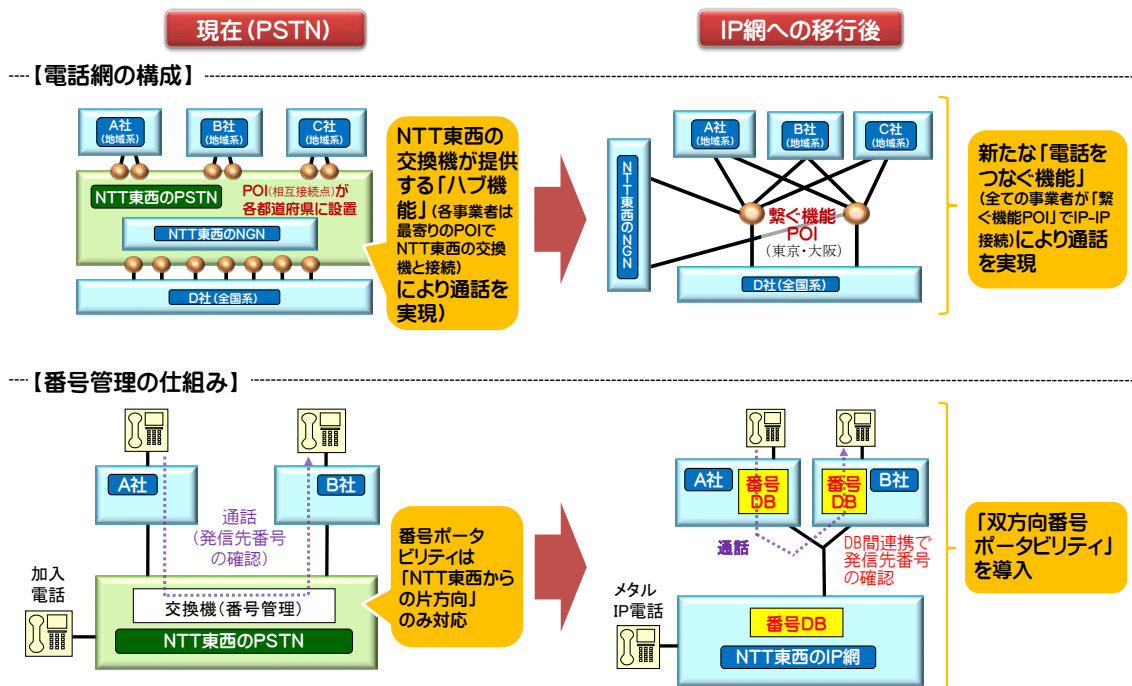 現在(PSTN)
IP網への移行後
【電話網の構成】
A社
(地域系)
B社
(地域系)
C社
(地域系)
NTT東西のPSTN
POI(相互接続点)が
各都道府県に設置
NTT東西のNGN
D社(全国系)
NTT東西の
交換機が提供
する「ハブ機
能」(各事業者は
最寄りのPOIで
NTT東西の交換
機と接続)
により通話を
実現)
NTT東西のNGN
A社
(地域系)
B社
(地域系)
C社
(地域系)
繋ぐ機能
POI
(東京・大阪)
D社(全国系)
新たな「電話を
つなぐ機能」
(全ての事業者が「繋
ぐ機能POI」でIP-IP
接続)により通話
を実現
【番号管理の仕組み】
A社
B社
通話
(発信先番号
の確認)
加入
電話
交換機(番号管理)
NTT東西のPSTN
番号ポータ
ビリティは
「NTT東西から
の片方向」
のみ対応
A社
番号
DB
番号
DB
B社
通話
DB間連携で
発信先番号
の確認
メタル
IP電話
番号DB
NTT東西のIP網
「双方向番号
ポータビリティ」
を導入